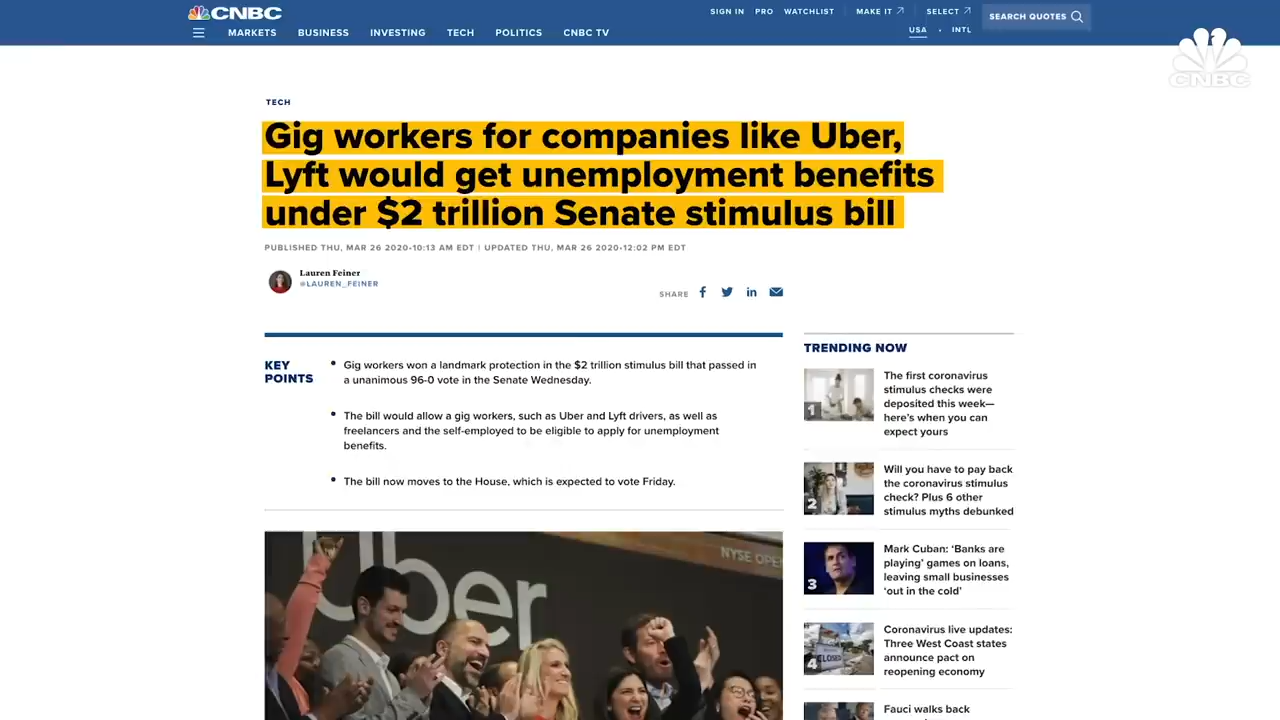 CNBC
SIGN IN PRO WATCHLIST MAKE IT SELECT
SEARCH QUOTES
USA · INTL
MARKETS BUSINESS INVESTING TECH POLITICS CNBC TV
CNBC
TECH
Gig workers for companies like Uber,
Lyft would get unemployment benefits
under $2 trillion Senate stimulus bill
PUBLISHED THU, MAR 26 2020•10:13 AM EDT | UPDATED THU, MAR 26 2020•12:02 PM EDT
Lauren Feiner
@LAUREN_FEINER
SHARE
KEY
POINTS
• Gig workers won a landmark protection in the $2 trillion stimulus bill that passed in
a unanimous 96-0 vote in the Senate Wednesday.
• The bill would allow a gig workers, such as Uber and Lyft drivers, as well as
freelancers and the self-employed to be eligible to apply for unemployment
benefits.
• The bill now moves to the House, which is expected to vote Friday.
Uber
NYSE OPEN
TRENDING NOW
1
The first coronavirus
stimulus checks were
deposited this week—
here’s when you can
expect yours
2
Will you have to pay back
the coronavirus stimulus
check? Plus 6 other
stimulus myths debunked
3
Mark Cuban: ‘Banks are
playing’ games on loans,
leaving small businesses
‘out in the cold’
4
CLOSED
Coronavirus live updates:
Three West Coast states
announce pact on
reopening economy
Fauci walks back